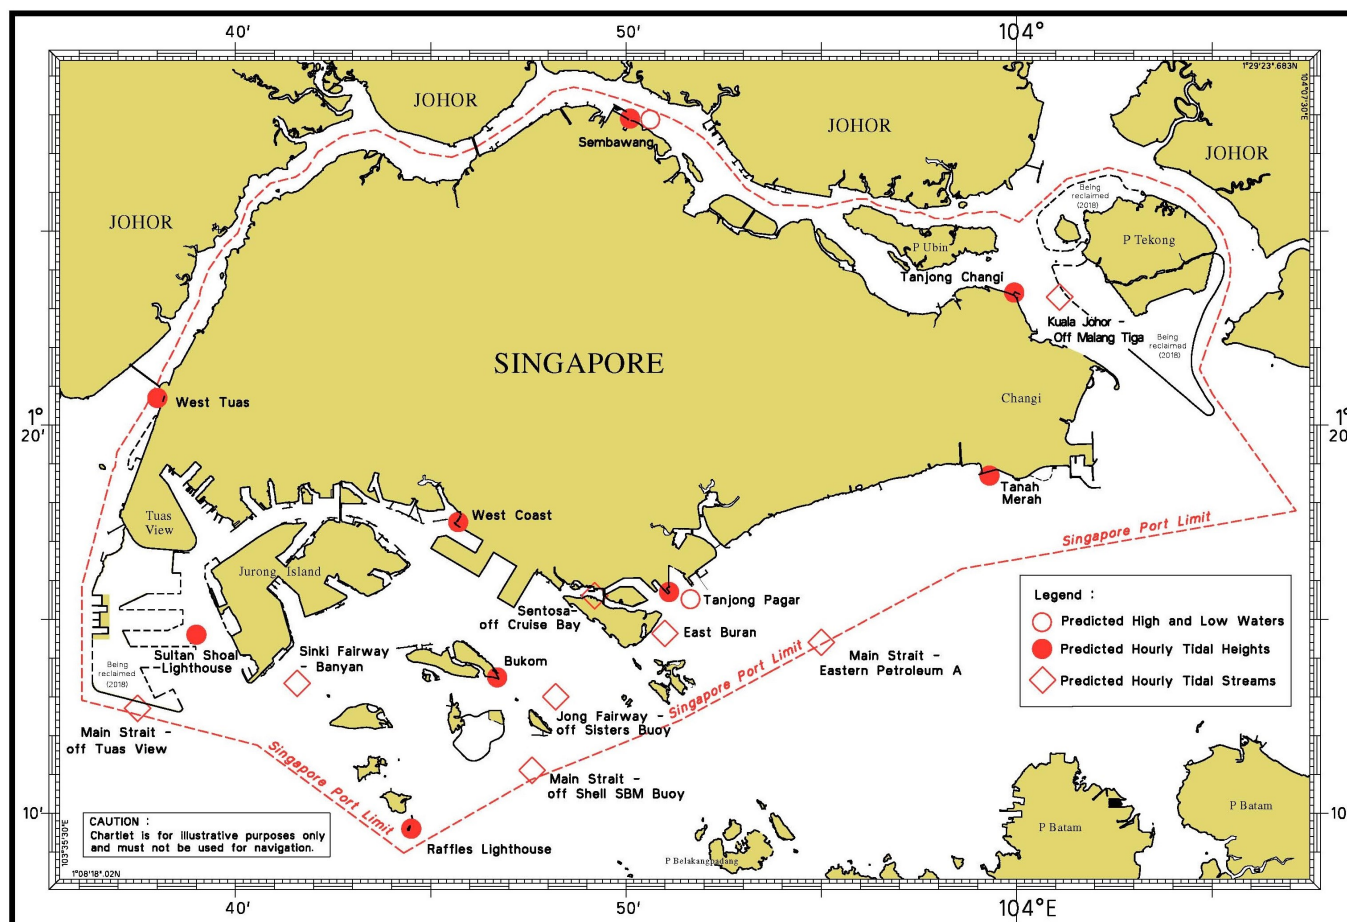 40'
50'
104°
1°29'23".683N
104°07'30"E
JOHOR
JOHOR
JOHOR
JOHOR
Sembawang
Being
reclaimed
(2018)
P Ubin
P Tekong
Tanjong Changi
Kuala Johor -
Off Malang Tiga
Being
reclaimed
(2018)
SINGAPORE
West Tuas
Changi
1°
20'
1°
20'
Tanah
Merah
Tuas
View
West Coast
Singapore Port Limit
Jurong Island
Sentosa-
off Cruise Bay
Tanjong Pagar
East Buran
Legend :
Predicted High and Low Waters
Predicted Hourly Tidal Heights
Predicted Hourly Tidal Streams
Sultan Shoal
-Lighthouse
Sinki Fairway
- Banyan
Bukom
Main Strait -
Eastern Petroleum A
Being
reclaimed
(2018)
Singapore Port Limit
Jong Fairway -
off Sisters Buoy
Main Strait -
off Tuas View
Singapore Port Limit
Main Strait -
off Shell SBM Buoy
10'
10'
CAUTION :
Chartlet is for illustrative purposes only
and must not be used for navigation.
Raffles Lighthouse
P Batam
P Batam
P Belakangpadang
103°35'30"E
1°08'18".02N
40'
50'
104°E